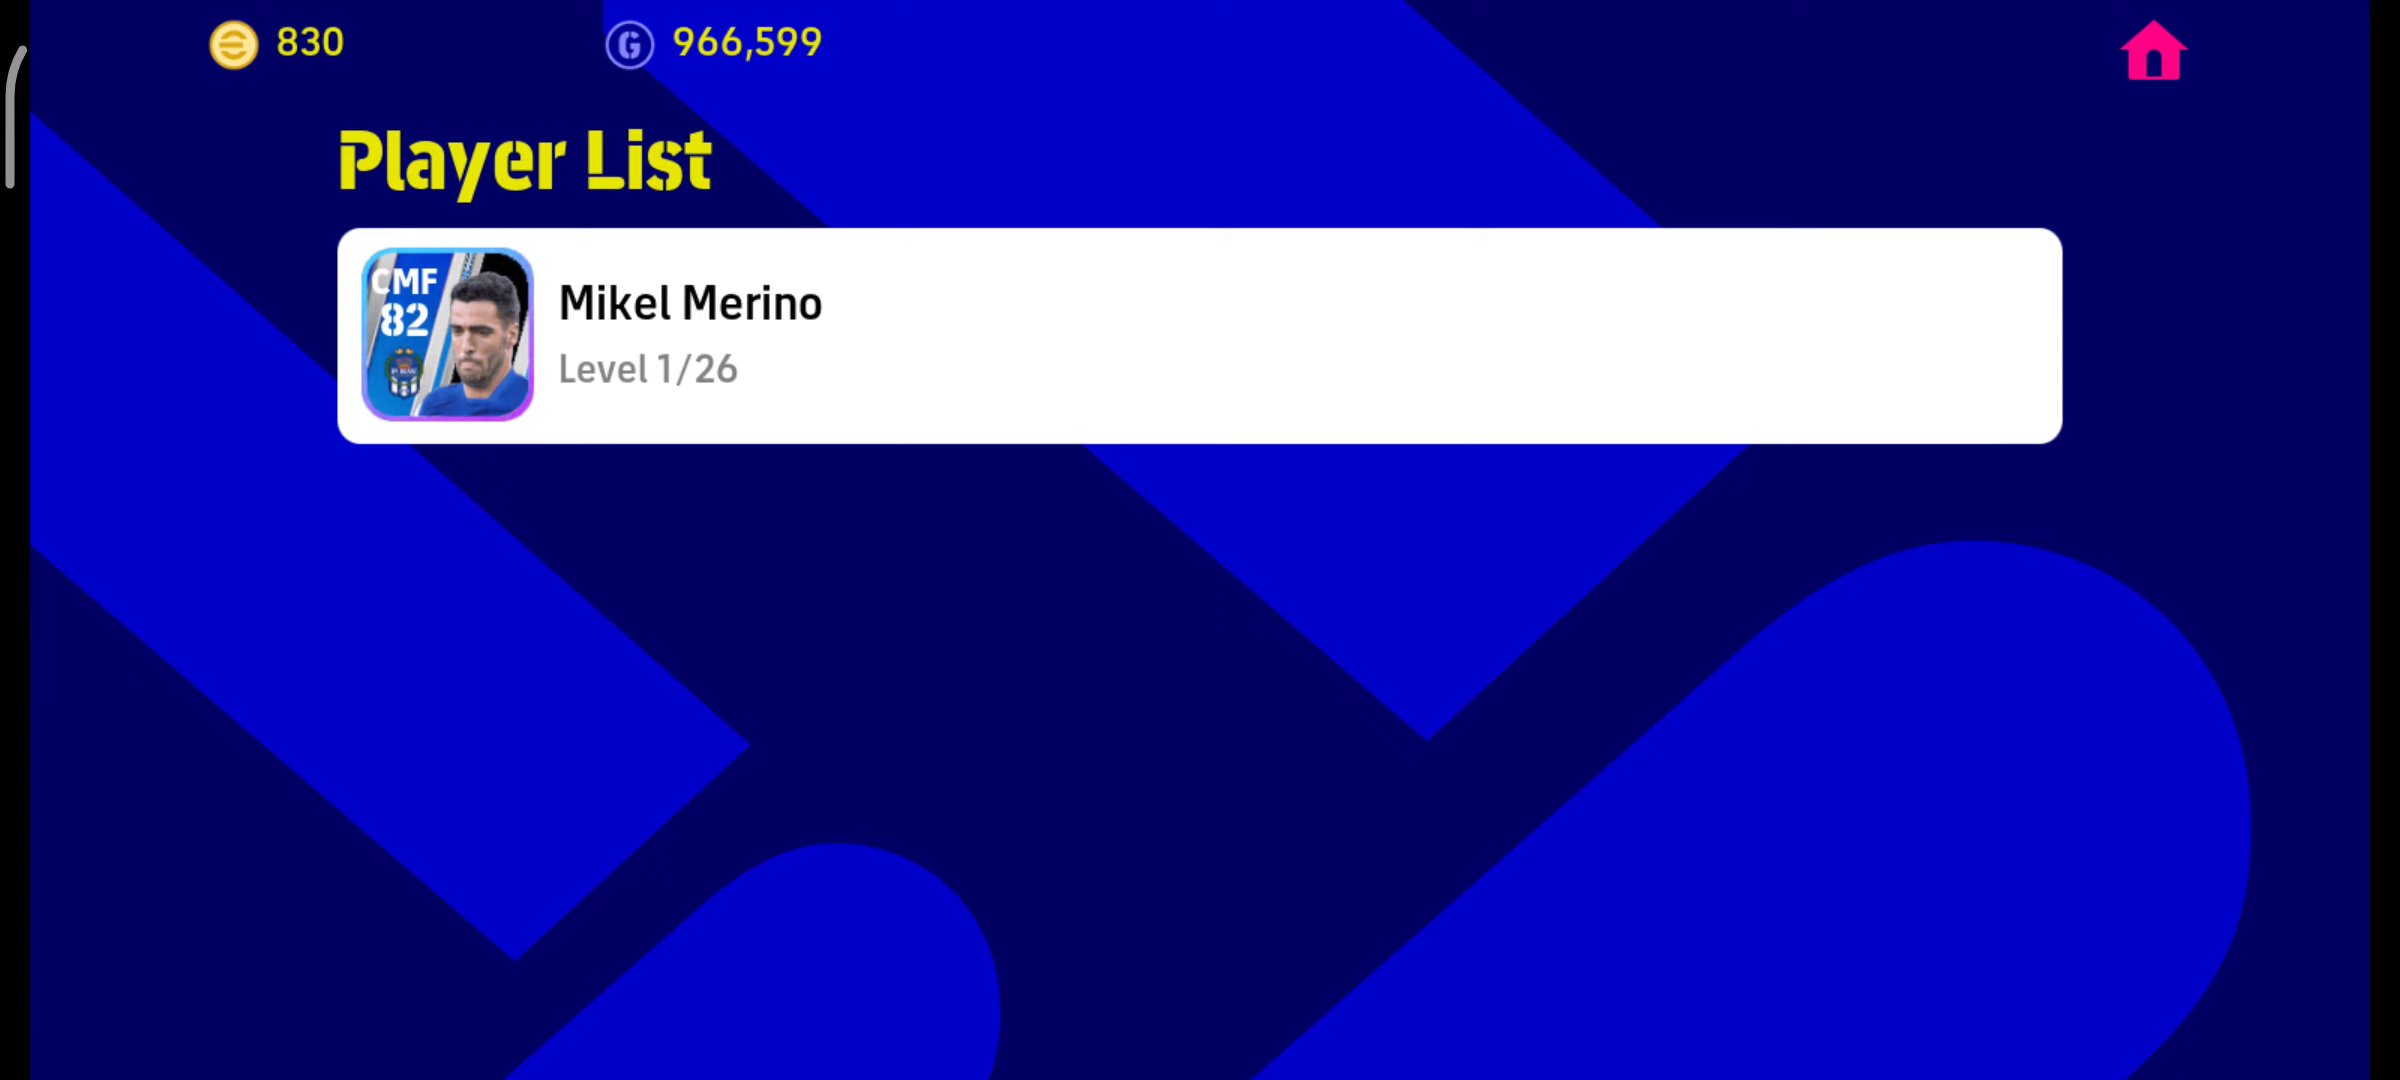 830
966,599
Player List
CMF
82
Mikel Merino
Level 1/26